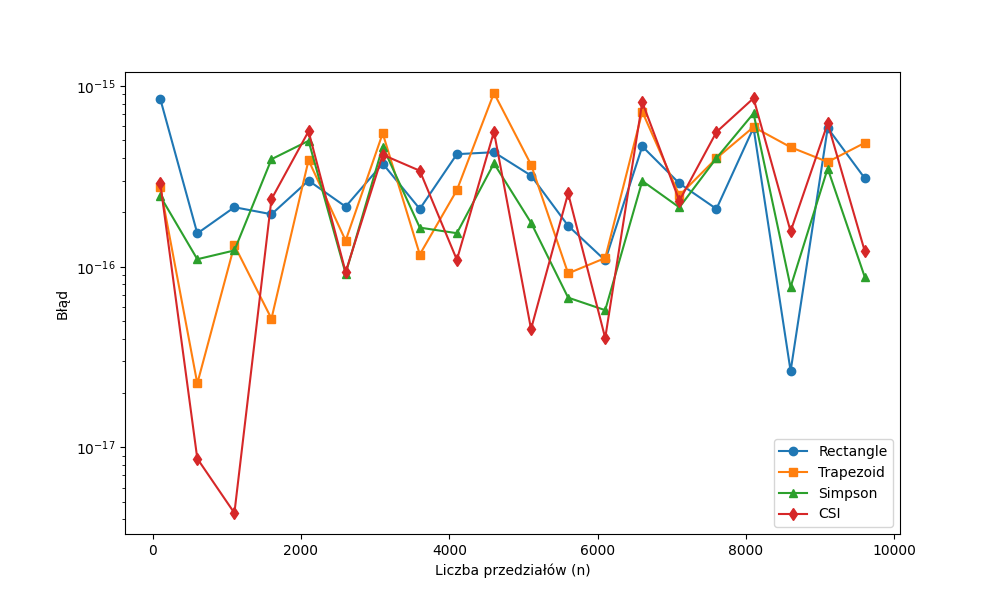 10⁻¹⁵
10⁻¹⁶
10⁻¹⁷
Błąd
0
2000
4000
6000
8000
10000
Liczba przedziałów (n)
Rectangle
Trapezoid
Simpson
CSI